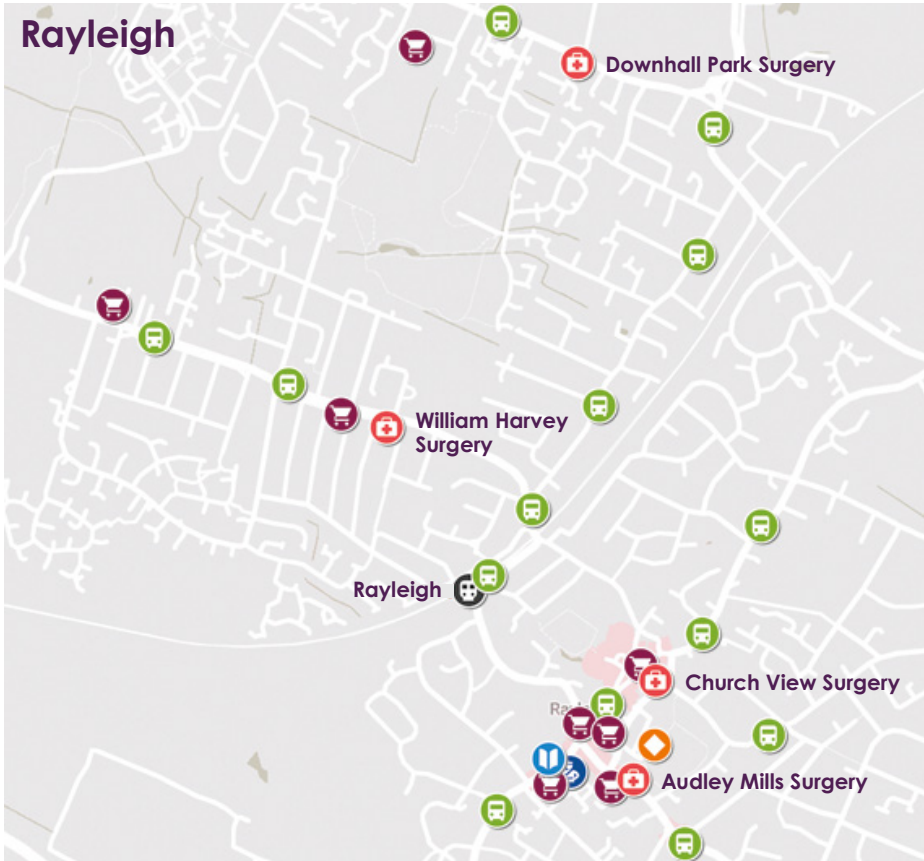 Rayleigh
Downhall Park Surgery
William Harvey
Surgery
Rayleigh
Church View Surgery
Audley Mills Surgery